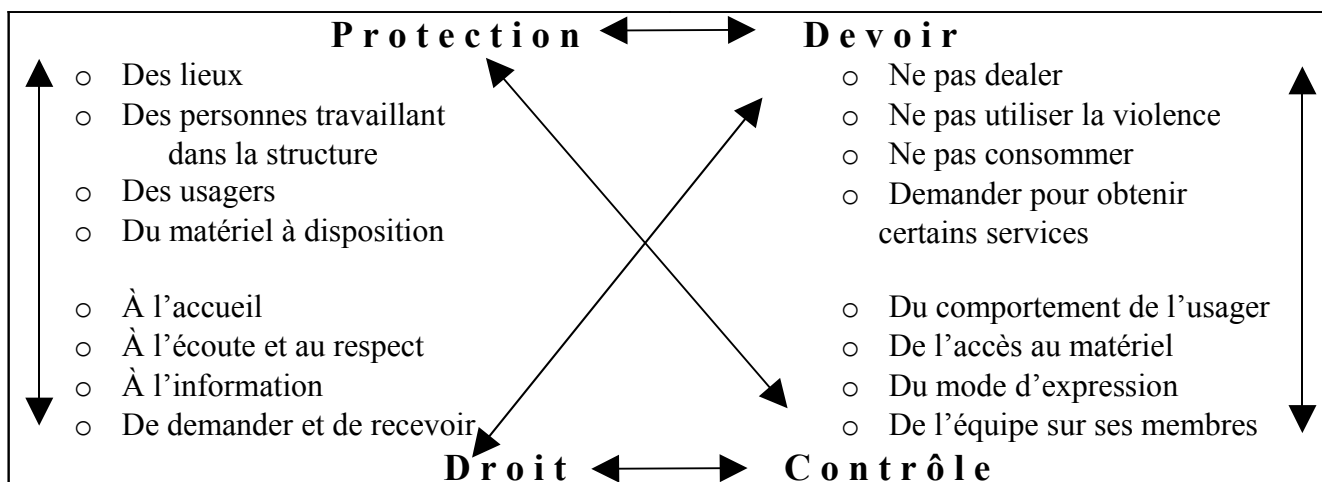 Protection Devoir
o Des lieux
o Des personnes travaillant
dans la structure
o Des usagers
o Du matériel à disposition
o Ne pas dealer
o Ne pas utiliser la violence
o Ne pas consommer
o Demander pour obtenir
certains services
o À l’accueil
o À l’écoute et au respect
o À l’information
o De demander et de recevoir
o Du comportement de l’usager
o De l’accès au matériel
o Du mode d’expression
o De l’équipe sur ses membres
Droit Contrôle